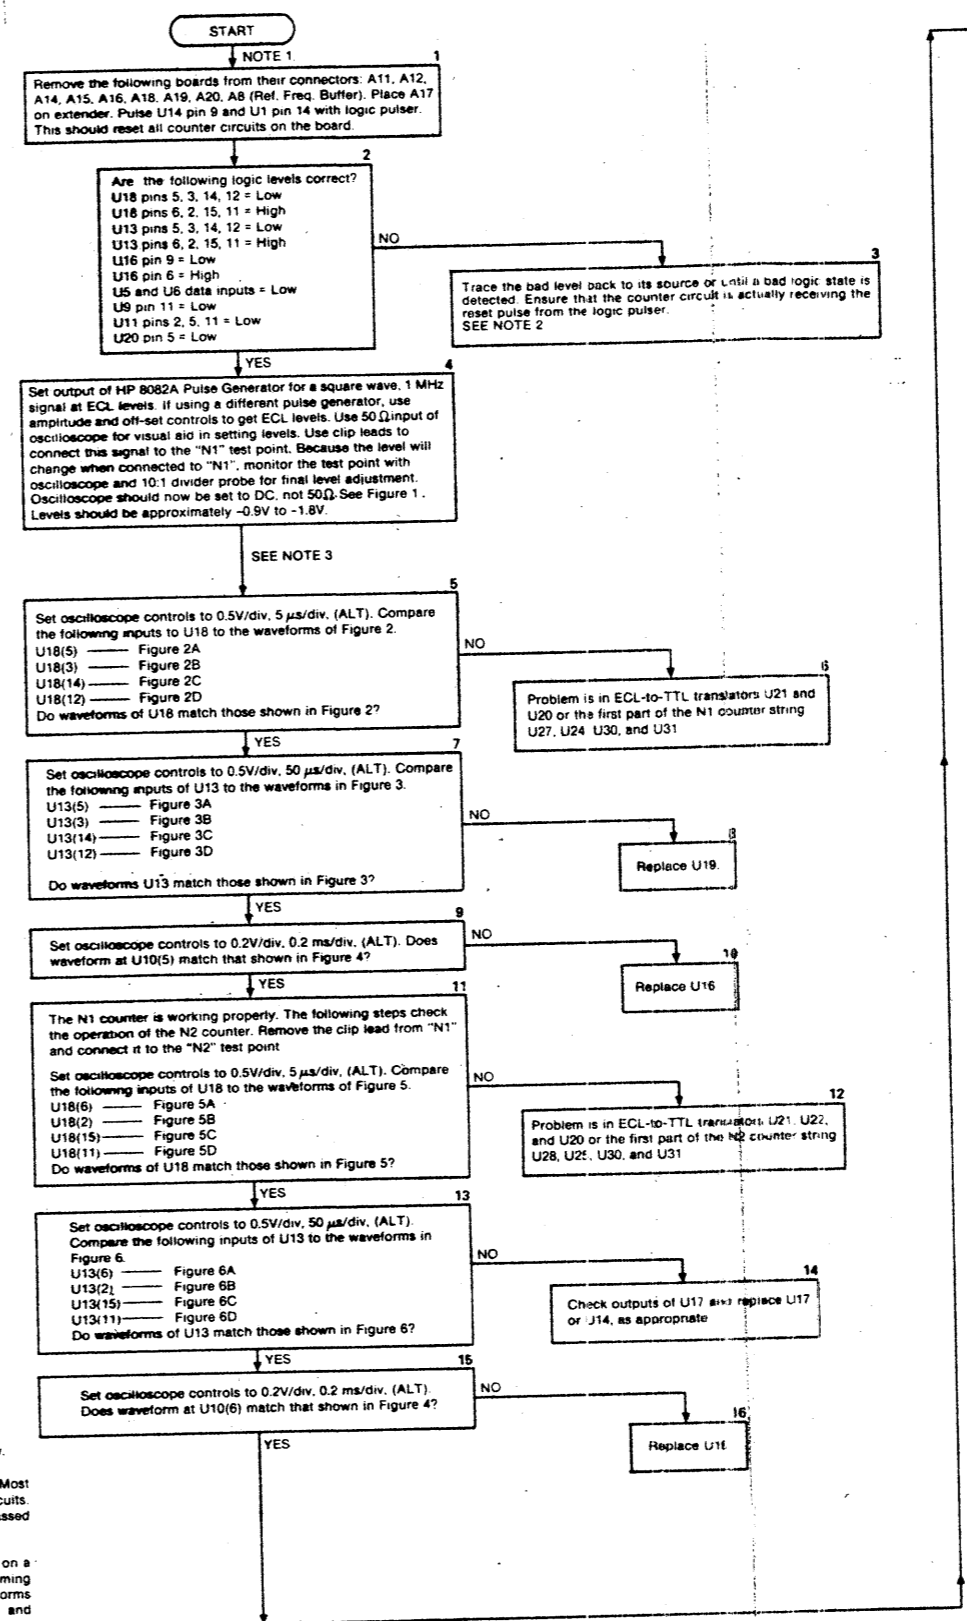 START
NOTE 1.
1
Remove the following boards from their connectors: A11, A12,
A14, A15, A16, A18, A19, A20, A8 (Ref. Freq. Buffer). Place A17
on extender. Pulse U14 pin 9 and U1 pin 14 with logic pulser.
This should reset all counter circuits on the board.
2
Are the following logic levels correct?
U18 pins 5, 3, 14, 12 = Low
U18 pins 6, 2, 15, 11 = High
U13 pins 5, 3, 14, 12 = Low
U13 pins 6, 2, 15, 11 = High
U16 pin 9 = Low
U16 pin 6 = High
U5 and U6 data inputs = Low
U9 pin 11 = Low
U11 pins 2, 5, 11 = Low
U20 pin 5 = Low
NO
3
Trace the bad level back to its source or until a bad logic state is
detected. Ensure that the counter circuit is actually receiving the
reset pulse from the logic pulser.
SEE NOTE 2
YES
4
Set output of HP 8082A Pulse Generator for a square wave, 1 MHz
signal at ECL levels. If using a different pulse generator, use
amplitude and off-set controls to get ECL levels. Use 50 Ω input of
oscilloscope for visual aid in setting levels. Use clip leads to
connect this signal to the "N1" test point. Because the level will
change when connected to "N1", monitor the test point with
oscilloscope and 10:1 divider probe for final level adjustment.
Oscilloscope should now be set to DC, not 50Ω. See Figure 1.
Levels should be approximately -0.9V to -1.8V.
SEE NOTE 3
5
Set oscilloscope controls to 0.5V/div, 5 µs/div, (ALT). Compare
the following inputs to U18 to the waveforms of Figure 2.
U18(5) —— Figure 2A
U18(3) —— Figure 2B
U18(14) —— Figure 2C
U18(12) —— Figure 2D
Do waveforms of U18 match those shown in Figure 2?
NO
6
Problem is in ECL-to-TTL translators U21 and
U20 or the first part of the N1 counter string
U27, U24 U30, and U31
YES
7
Set oscilloscope controls to 0.5V/div, 50 µs/div, (ALT). Compare
the following inputs of U13 to the waveforms in Figure 3.
U13(5) —— Figure 3A
U13(3) —— Figure 3B
U13(14) —— Figure 3C
U13(12) —— Figure 3D
Do waveforms U13 match those shown in Figure 3?
NO
8
Replace U19.
YES
9
Set oscilloscope controls to 0.2V/div, 0.2 ms/div, (ALT). Does
waveform at U10(5) match that shown in Figure 4?
NO
10
Replace U16
YES
11
The N1 counter is working properly. The following steps check
the operation of the N2 counter. Remove the clip lead from "N1"
and connect it to the "N2" test point
Set oscilloscope controls to 0.5V/div, 5 µs/div, (ALT). Compare
the following inputs of U18 to the waveforms of Figure 5.
U18(6) —— Figure 5A
U18(2) —— Figure 5B
U18(15) —— Figure 5C
U18(11) —— Figure 5D
Do waveforms of U18 match those shown in Figure 5?
NO
12
Problem is in ECL-to-TTL translators U21, U22,
and U20 or the first part of the N2 counter string
U28, U25, U30, and U31
YES
13
Set oscilloscope controls to 0.5V/div, 50 µs/div, (ALT).
Compare the following inputs of U13 to the waveforms in
Figure 6.
U13(6) —— Figure 6A
U13(2) —— Figure 6B
U13(15) —— Figure 6C
U13(11) —— Figure 6D
Do waveforms of U13 match those shown in Figure 6?
NO
14
Check outputs of U17 and replace U17
or U14, as appropriate
YES
15
Set oscilloscope controls to 0.2V/div, 0.2 ms/div, (ALT).
Does waveform at U10(6) match that shown in Figure 4?
NO
16
Replace
YES
Most
cuits.
ssed
on a
ming
orms
and